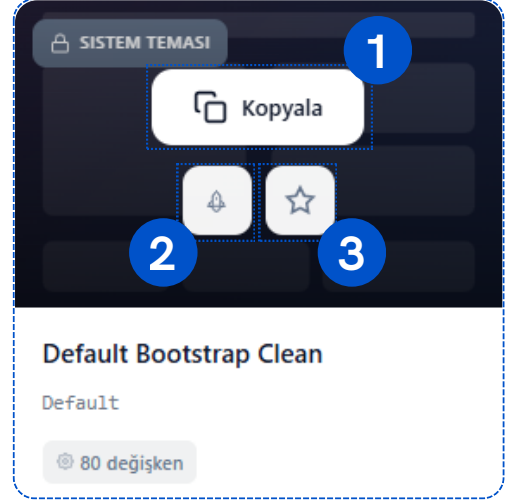 SISTEM TEMASI
1
Kopyala
2
3
Default Bootstrap Clean
Default
80 değişken